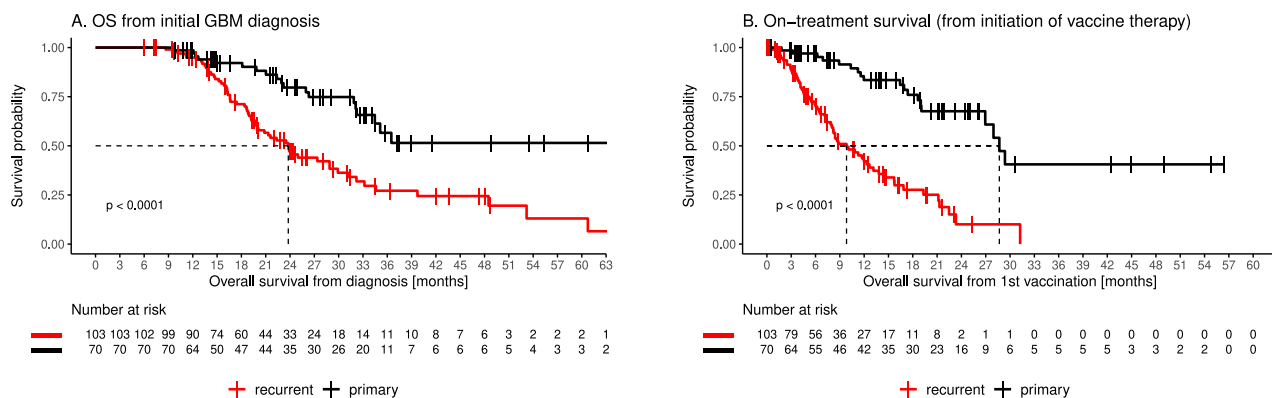 A. OS from initial GBM diagnosis
Survival probability
1.00
0.75
0.50
0.25
0.00
p < 0.0001
0 3 6 9 12 15 18 21 24 27 30 33 36 39 42 45 48 51 54 57 60 63
Overall survival from diagnosis [months]
Number at risk
103 103 102 99 90 74 60 44 33 24 18 14 11 10 8 7 6 3 2 2 2 1
70 70 70 70 64 50 47 44 35 30 26 20 11 7 6 6 6 5 4 3 3 2
recurrent primary
B. On-treatment survival (from initiation of vaccine therapy)
Survival probability
1.00
0.75
0.50
0.25
0.00
p < 0.0001
0 3 6 9 12 15 18 21 24 27 30 33 36 39 42 45 48 51 54 57 60
Overall survival from 1st vaccination [months]
Number at risk
103 79 56 36 27 17 11 8 2 1 1 0 0 0 0 0 0 0 0 0 0
70 64 55 46 42 35 30 23 16 9 6 5 5 5 5 3 3 2 2 0 0
recurrent primary